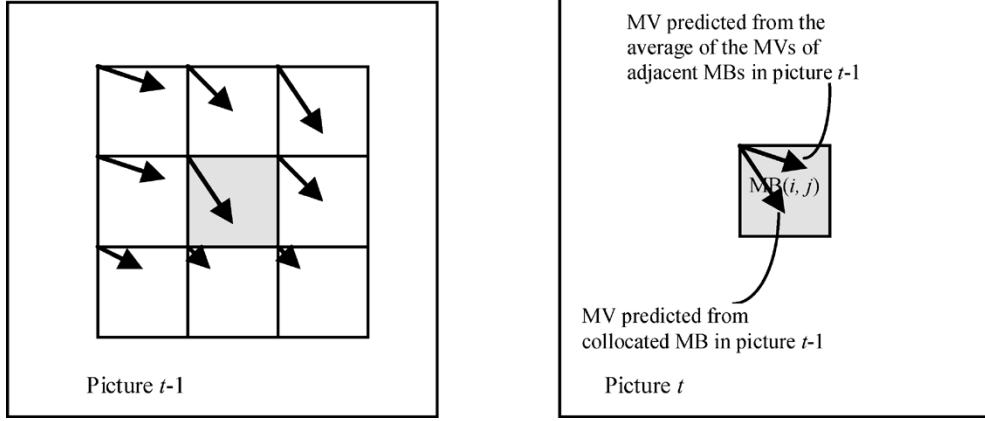 Picture t-1
MV predicted from the
average of the MVs of
adjacent MBs in picture t-1
MB(i, j)
MV predicted from
collocated MB in picture t-1
Picture t